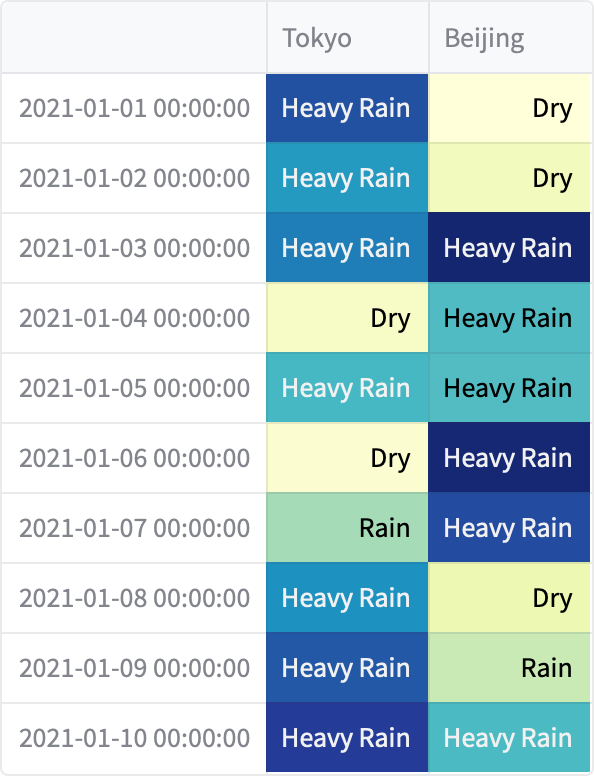 Tokyo Beijing
2021-01-01 00:00:00 Heavy Rain Dry
2021-01-02 00:00:00 Heavy Rain Dry
2021-01-03 00:00:00 Heavy Rain Heavy Rain
2021-01-04 00:00:00 Dry Heavy Rain
2021-01-05 00:00:00 Heavy Rain Heavy Rain
2021-01-06 00:00:00 Dry Heavy Rain
2021-01-07 00:00:00 Rain Heavy Rain
2021-01-08 00:00:00 Heavy Rain Dry
2021-01-09 00:00:00 Heavy Rain Rain
2021-01-10 00:00:00 Heavy Rain Heavy Rain